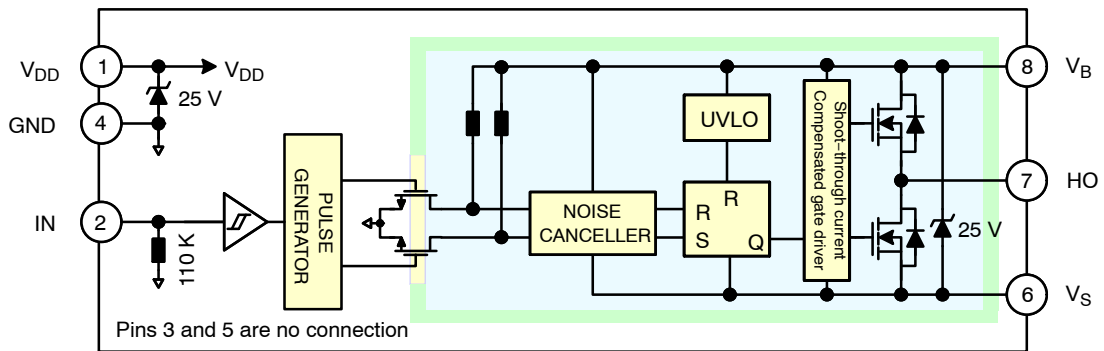 VDD
1
VDD
25 V
GND
4
IN
2
110 K
PULSE
GENERATOR
NOISE
CANCELLER
UVLO
R
R
S
Q
Shoot−through current
Compensated gate driver
25 V
8
VB
7
HO
6
VS
Pins 3 and 5 are no connection